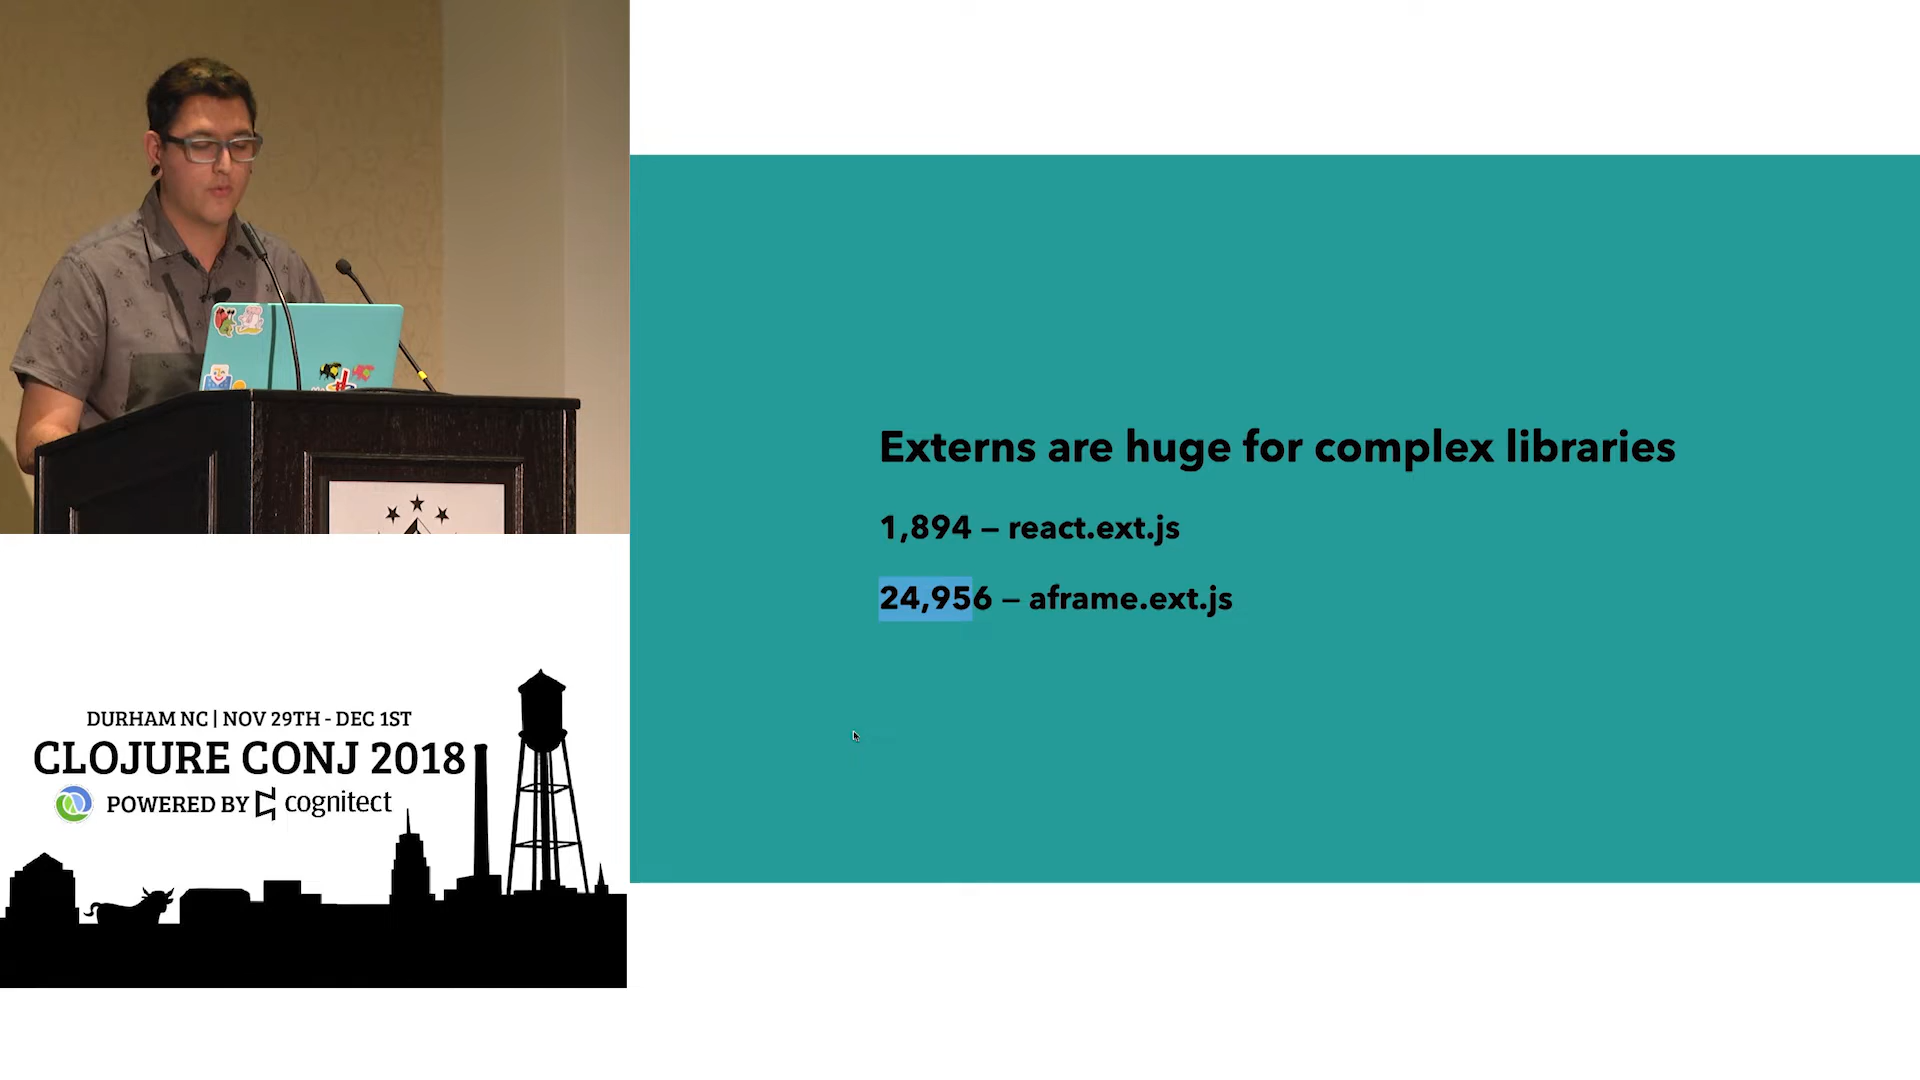 Externs are huge for complex libraries
1,894 – react.ext.js
24,956 – aframe.ext.js
DURHAM NC | NOV 29TH - DEC 1ST
CLOJURE CONJ 2018
POWERED BY cognitect